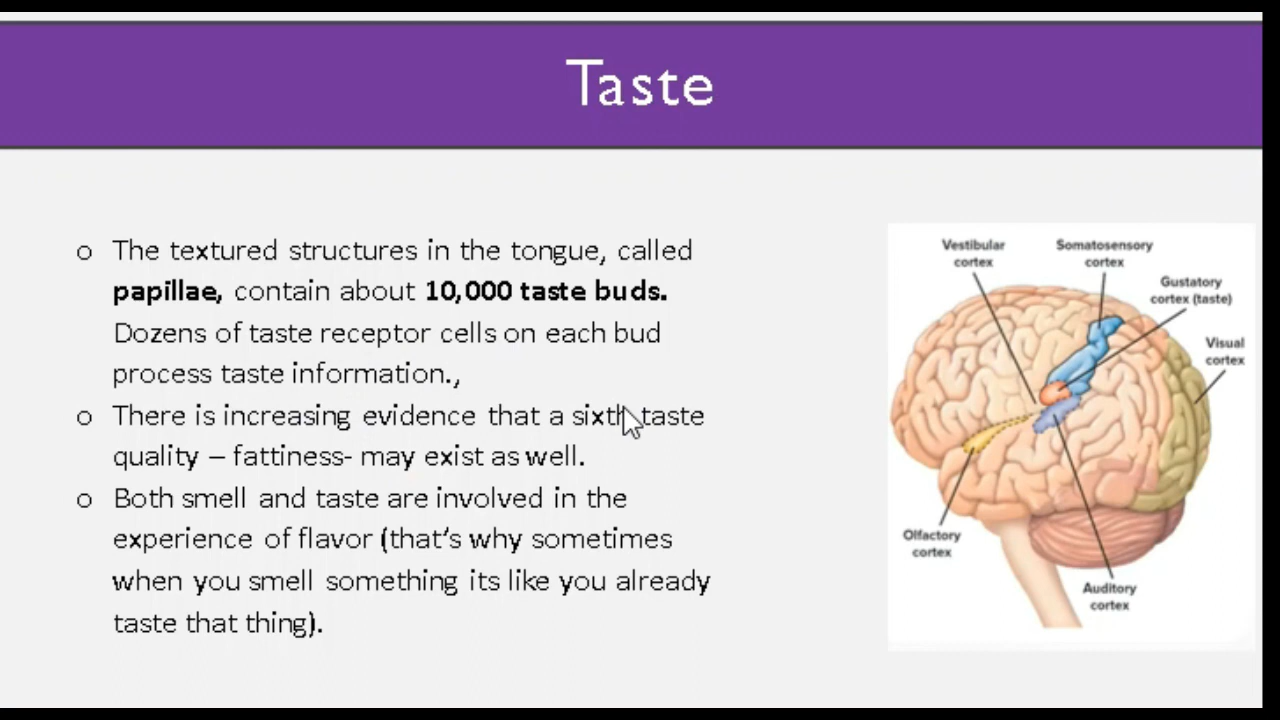 Taste
o The textured structures in the tongue, called
papillae, contain about 10,000 taste buds.
Dozens of taste receptor cells on each bud
process taste information.,
o There is increasing evidence that a sixth taste
quality – fattiness- may exist as well.
o Both smell and taste are involved in the
experience of flavor (that's why sometimes
when you smell something its like you already
taste that thing).
Vestibular
cortex
Somatosensory
cortex
Gustatory
cortex (taste)
Visual
cortex
Olfactory
cortex
Auditory
cortex